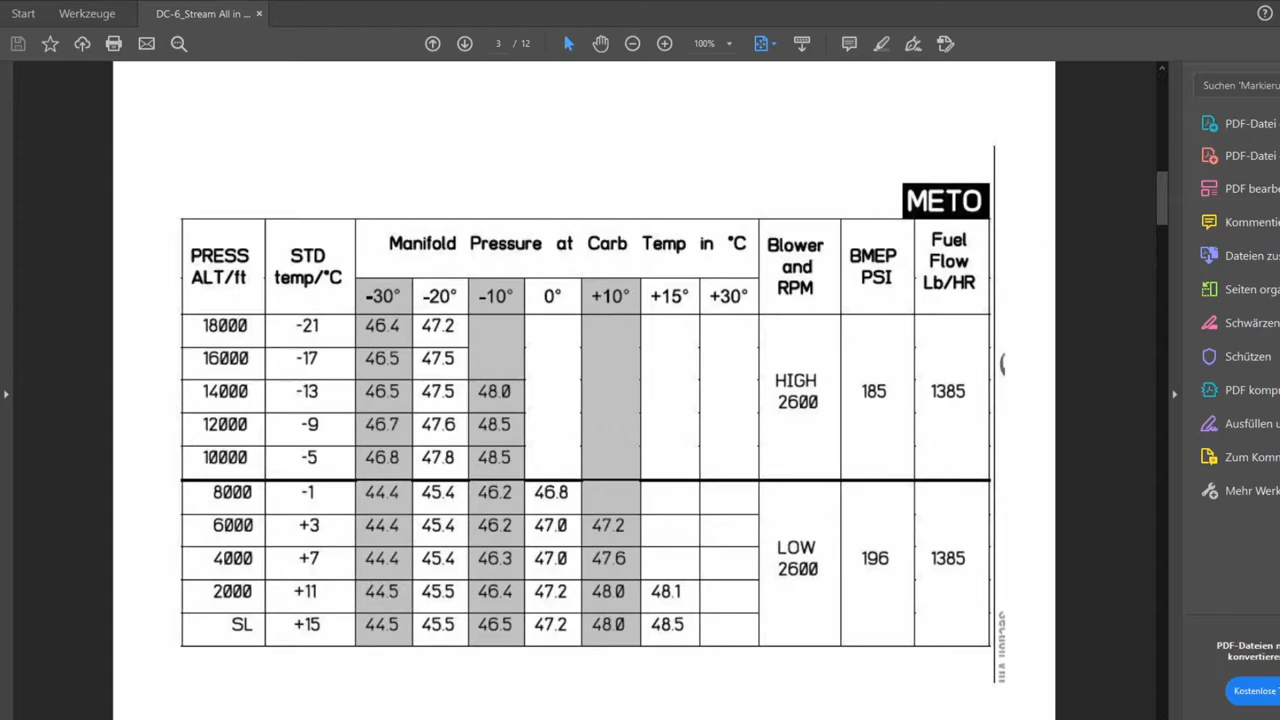 Start Werkzeuge DC-6_Stream All in ... ×
3 / 12 100%
Suchen 'Markieru
PDF-Datei
PDF-Datei
PDF bearbe
Kommentie
Dateien zus
Seiten orga
Schwärzen
Schützen
PDF kompr
Ausfüllen u
Zum Komm
Mehr Werk
PDF-Dateien n
konvertieren
Kostenlose T
METO
PRESS ALT/ft STD temp/°C Manifold Pressure at Carb Temp in °C Blower and RPM BMEP PSI Fuel Flow Lb/HR
-30° -20° -10° 0° +10° +15° +30°
18000 -21 46.4 47.2
16000 -17 46.5 47.5
14000 -13 46.5 47.5 48.0 HIGH 2600 185 1385
12000 -9 46.7 47.6 48.5
10000 -5 46.8 47.8 48.5
8000 -1 44.4 45.4 46.2 46.8
6000 +3 44.4 45.4 46.2 47.0 47.2
4000 +7 44.4 45.4 46.3 47.0 47.6 LOW 2600 196 1385
2000 +11 44.5 45.5 46.4 47.2 48.0 48.1
SL +15 44.5 45.5 46.5 47.2 48.0 48.5